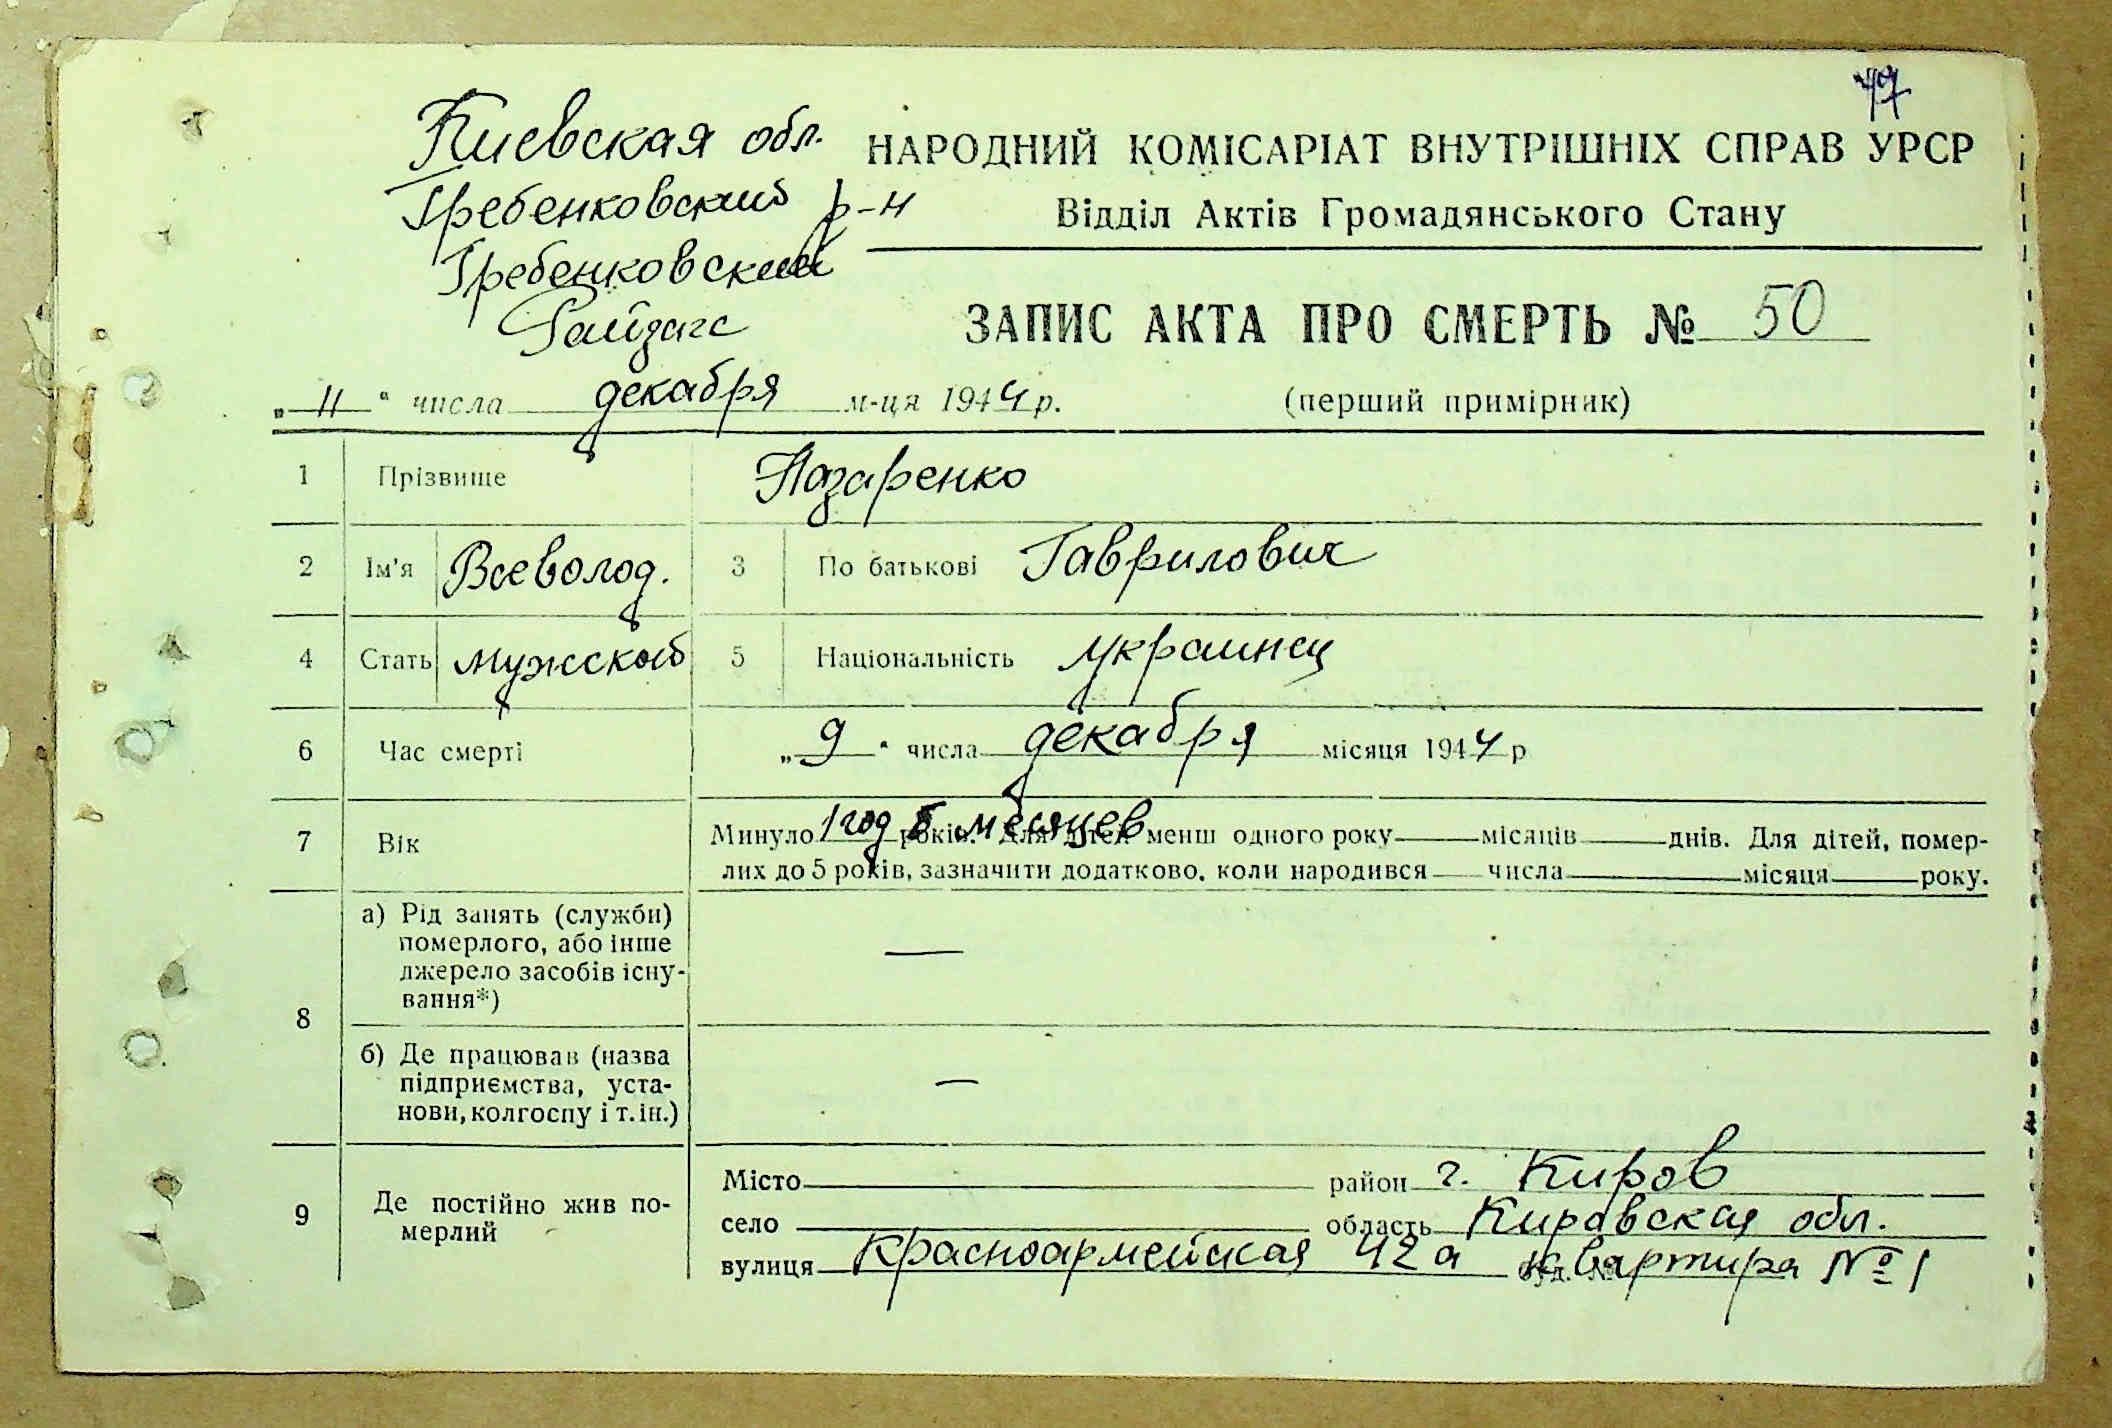 47
Киевская обл.
Гребенковский р-н
Гребенковский
Райзагс
НАРОДНИЙ КОМІСАРІАТ ВНУТРІШНІХ СПРАВ УРСР
Відділ Актів Громадянського Стану
ЗАПИС АКТА ПРО СМЕРТЬ № 50
„ 11 “ числа декабря м-ця 1944 р. (перший примірник)
1 Прізвище Назаренко
2 Ім'я Всеволод. 3 По батькові Гаврилович
4 Стать мужской 5 Національність украинец
6 Час смерті „ 9 “ числа декабря місяця 1944 р
7 Вік Минуло 1 год месяцев років. Для дітей менш одного року місяців днів. Для дітей, помер-
лих до 5 років, зазначити додатково, коли народився числа місяця року.
8 а) Рід занять (служби)
померлого, або інше
джерело засобів існу-
вання*) —
б) Де працював (назва
підприємства, уста-
нови, колгоспу і т. ін.) —
9 Де постійно жив по-
мерлий
Місто район г. Киров
село область Кировская обл.
вулиця Красноармейская 42 а буд. № квартира № 1